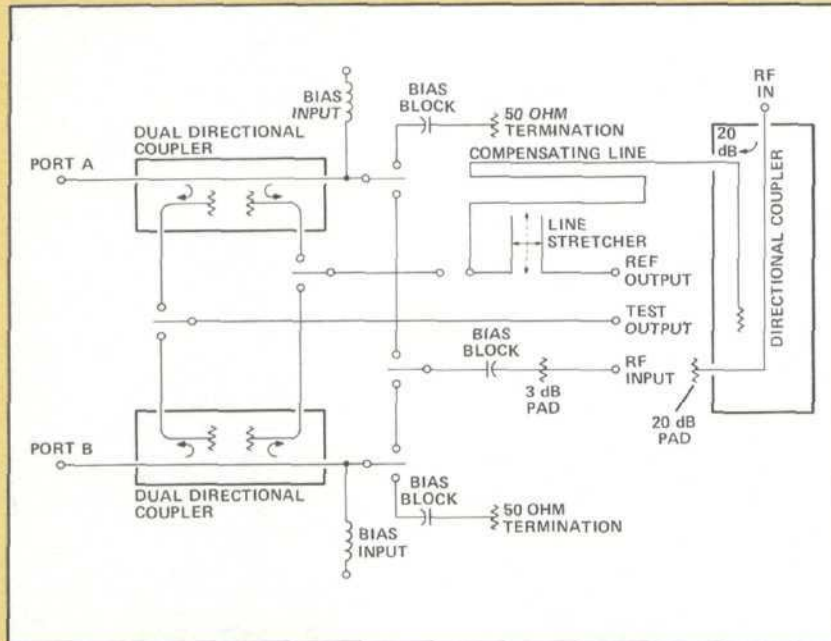 RF
IN
BIAS
INPUT
BIAS
BLOCK
50 OHM
TERMINATION
20
dB
DUAL DIRECTIONAL
COUPLER
COMPENSATING LINE
PORT A
LINE
STRETCHER
REF
OUTPUT
DIRECTIONAL COUPLER
TEST
OUTPUT
BIAS
BLOCK
RF
INPUT
3 dB
PAD
20 dB
PAD
PORT B
DUAL DIRECTIONAL
COUPLER
BIAS
BLOCK
50 OHM
TERMINATION
BIAS
INPUT